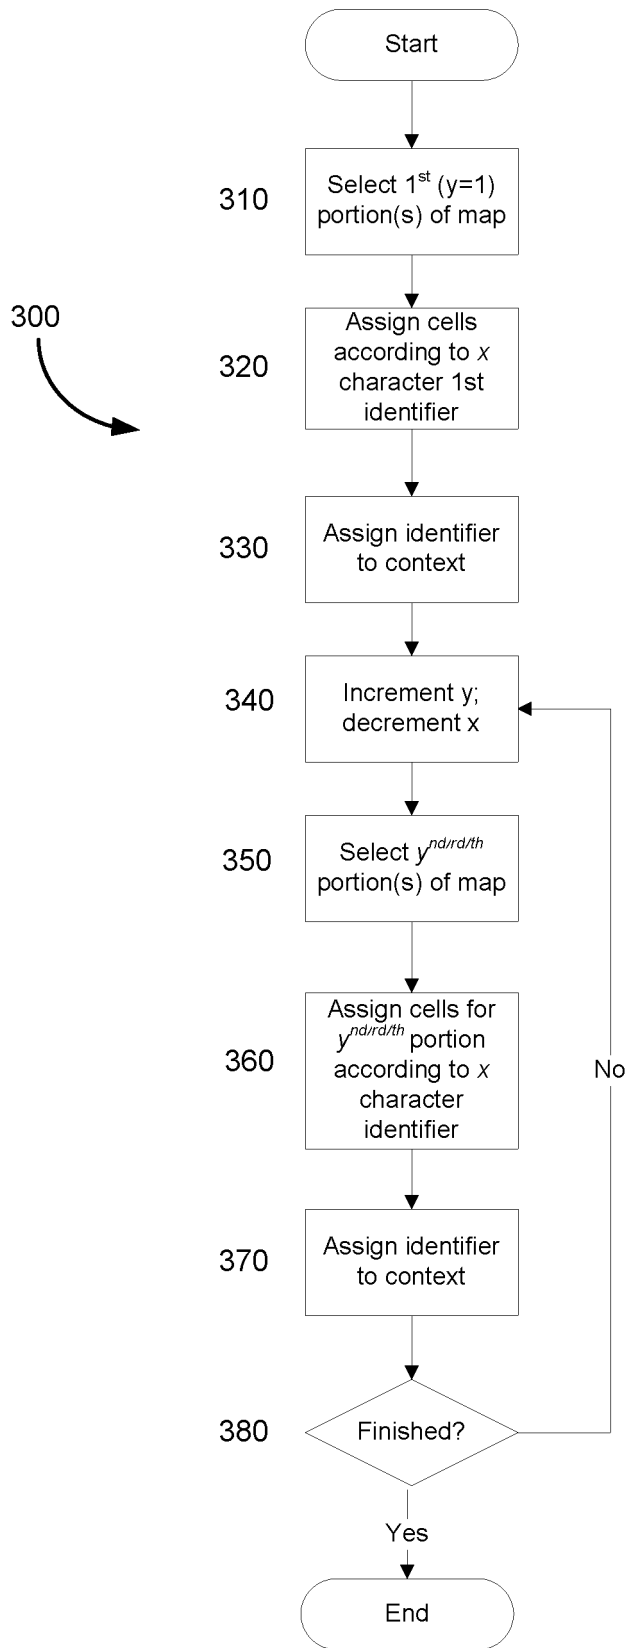 Start
310
Select 1st (y=1)
portion(s) of map
300
320
Assign cells
according to x
character 1st
identifier
330
Assign identifier
to context
340
Increment y;
decrement x
350
Select y nd/rd/th
portion(s) of map
360
Assign cells for
y nd/rd/th portion
according to x
character
identifier
No
370
Assign identifier
to context
380
Finished?
Yes
End